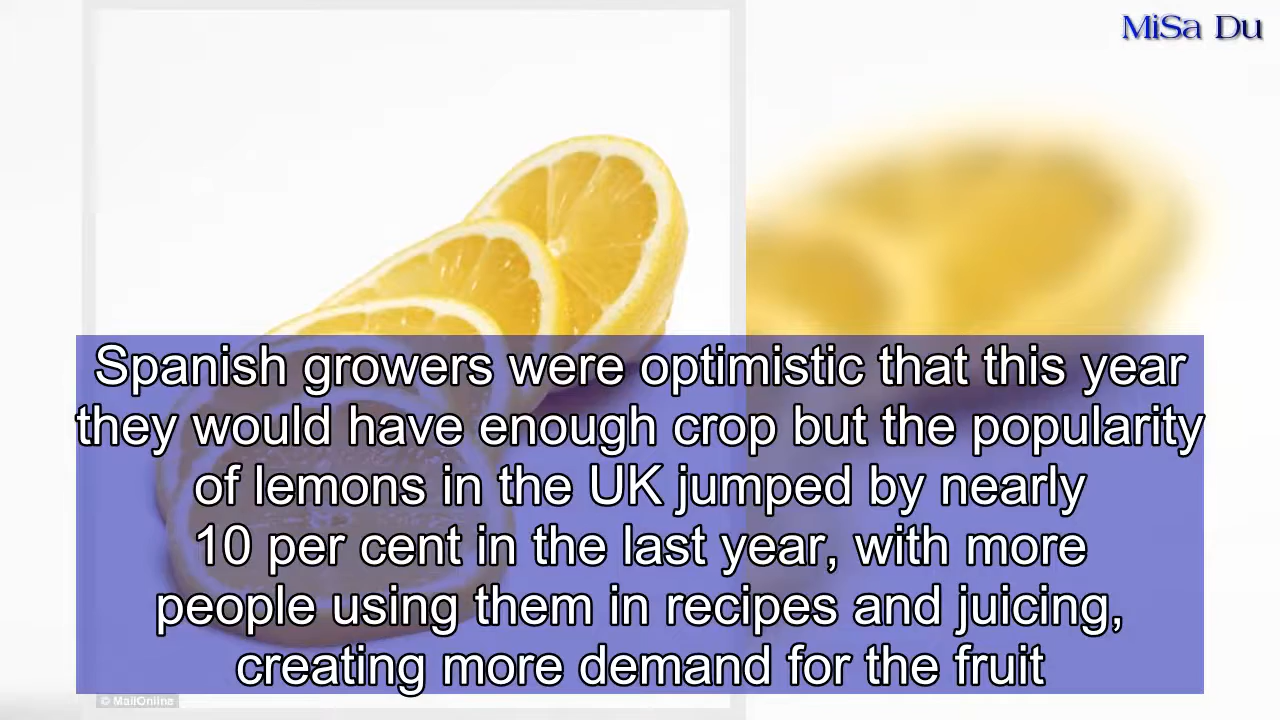 MiSa Du
Spanish growers were optimistic that this year
they would have enough crop but the popularity
of lemons in the UK jumped by nearly
10 per cent in the last year, with more
people using them in recipes and juicing,
creating more demand for the fruit
© MailOnline